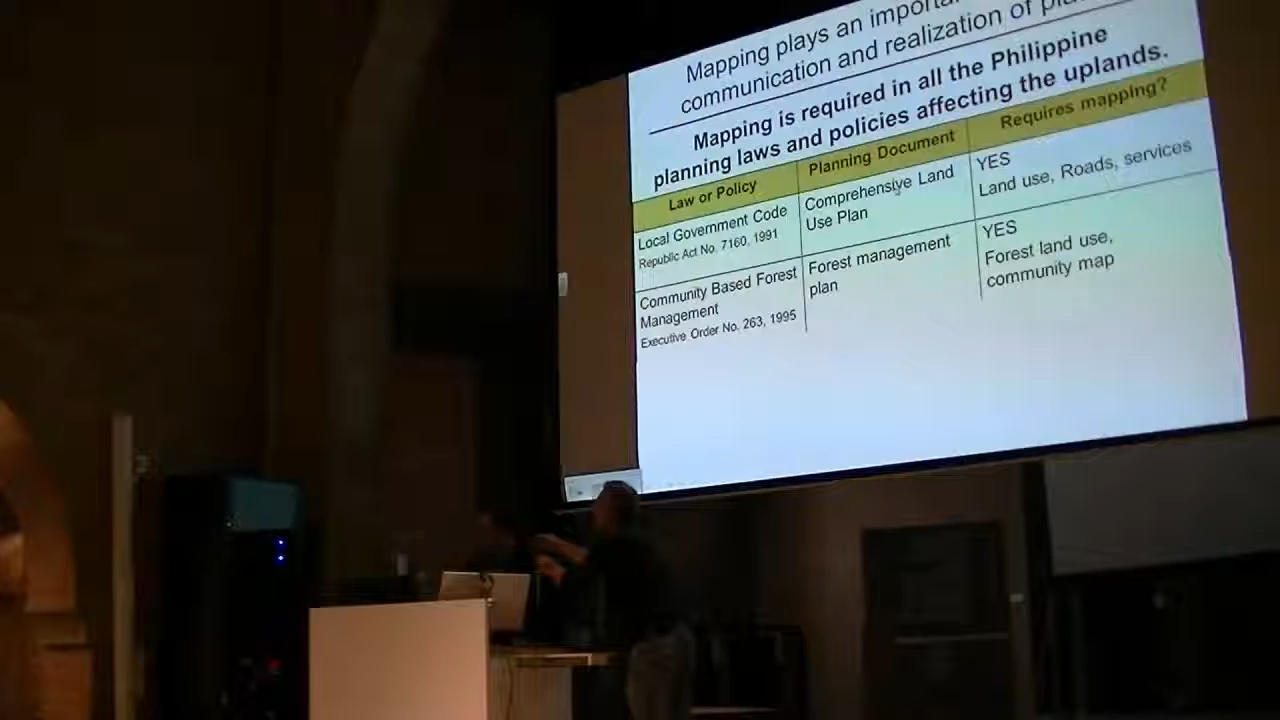 Mapping plays an
communication and realization of
Mapping is required in all the Philippine
planning laws and policies affecting the uplands.
Law or Policy
Planning Document
Requires mapping?
Local Government Code
Republic Act No. 7160, 1991
Comprehensive Land
Use Plan
YES
Land use, Roads, services
Community Based Forest
Management
Executive Order No. 263, 1995
Forest management
plan
YES
Forest land use,
community map